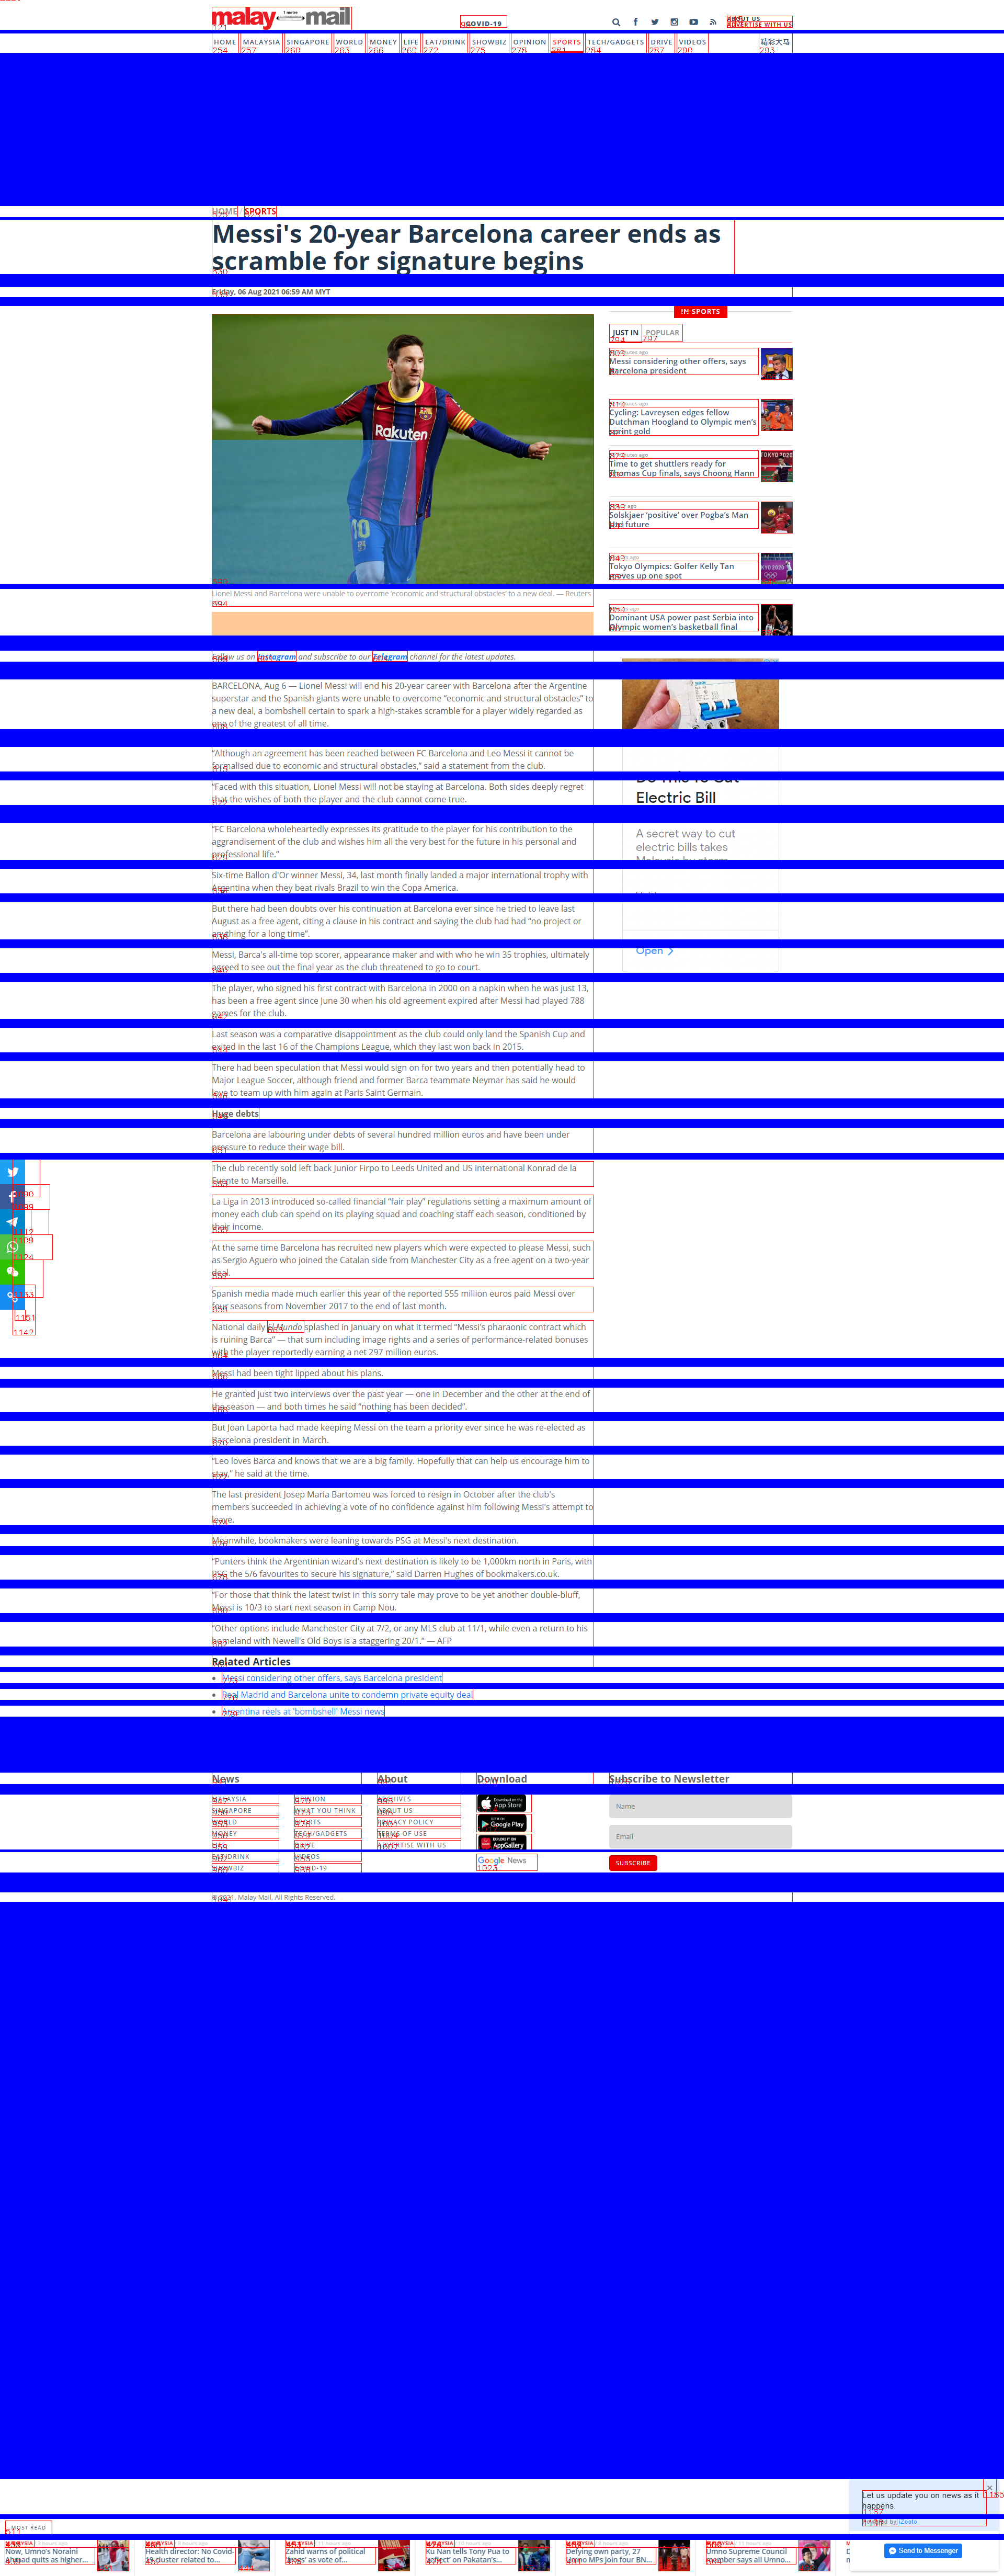 malay mail
1 metre
COVID-19
ABOUT US
ADVERTISE WITH US
HOME MALAYSIA SINGAPORE WORLD MONEY LIFE EAT/DRINK SHOWBIZ OPINION SPORTS TECH/GADGETS DRIVE VIDEOS 精彩大马
HOME / SPORTS
Messi's 20-year Barcelona career ends as
scramble for signature begins
Friday, 06 Aug 2021 06:59 AM MYT
Rakuten
Lionel Messi and Barcelona were unable to overcome 'economic and structural obstacles' to a new deal. — Reuters
Follow us on Instagram and subscribe to our Telegram channel for the latest updates.
BARCELONA, Aug 6 — Lionel Messi will end his 20-year career with Barcelona after the Argentine
superstar and the Spanish giants were unable to overcome “economic and structural obstacles” to
a new deal, a bombshell certain to spark a high-stakes scramble for a player widely regarded as
one of the greatest of all time.
“Although an agreement has been reached between FC Barcelona and Leo Messi it cannot be
formalised due to economic and structural obstacles,” said a statement from the club.
“Faced with this situation, Lionel Messi will not be staying at Barcelona. Both sides deeply regret
that the wishes of both the player and the club cannot come true.
“FC Barcelona wholeheartedly expresses its gratitude to the player for his contribution to the
aggrandisement of the club and wishes him all the very best for the future in his personal and
professional life.”
Six-time Ballon d'Or winner Messi, 34, last month finally landed a major international trophy with
Argentina when they beat rivals Brazil to win the Copa America.
But there had been doubts over his continuation at Barcelona ever since he tried to leave last
August as a free agent, citing a clause in his contract and saying the club had had “no project or
anything for a long time”.
Messi, Barca's all-time top scorer, appearance maker and with who he win 35 trophies, ultimately
agreed to see out the final year as the club threatened to go to court.
The player, who signed his first contract with Barcelona in 2000 on a napkin when he was just 13,
has been a free agent since June 30 when his old agreement expired after Messi had played 788
games for the club.
Last season was a comparative disappointment as the club could only land the Spanish Cup and
exited in the last 16 of the Champions League, which they last won back in 2015.
There had been speculation that Messi would sign on for two years and then potentially head to
Major League Soccer, although friend and former Barca teammate Neymar has said he would
love to team up with him again at Paris Saint Germain.
Huge debts
Barcelona are labouring under debts of several hundred million euros and have been under
pressure to reduce their wage bill.
The club recently sold left back Junior Firpo to Leeds United and US international Konrad de la
Fuente to Marseille.
La Liga in 2013 introduced so-called financial “fair play” regulations setting a maximum amount of
money each club can spend on its playing squad and coaching staff each season, conditioned by
their income.
At the same time Barcelona has recruited new players which were expected to please Messi, such
as Sergio Aguero who joined the Catalan side from Manchester City as a free agent on a two-year
deal.
Spanish media made much earlier this year of the reported 555 million euros paid Messi over
four seasons from November 2017 to the end of last month.
National daily El Mundo splashed in January on what it termed “Messi's pharaonic contract which
is ruining Barca” — that sum including image rights and a series of performance-related bonuses
with the player reportedly earning a net 297 million euros.
Messi had been tight lipped about his plans.
He granted just two interviews over the past year — one in December and the other at the end of
the season — and both times he said “nothing has been decided”.
But Joan Laporta had made keeping Messi on the team a priority ever since he was re-elected as
Barcelona president in March.
“Leo loves Barca and knows that we are a big family. Hopefully that can help us encourage him to
stay,” he said at the time.
The last president Josep Maria Bartomeu was forced to resign in October after the club's
members succeeded in achieving a vote of no confidence against him following Messi's attempt to
leave.
Meanwhile, bookmakers were leaning towards PSG at Messi's next destination.
“Punters think the Argentinian wizard's next destination is likely to be 1,000km north in Paris, with
PSG the 5/6 favourites to secure his signature,” said Darren Hughes of bookmakers.co.uk.
“For those that think the latest twist in this sorry tale may prove to be yet another double-bluff,
Messi is 10/3 to start next season in Camp Nou.
“Other options include Manchester City at 7/2, or any MLS club at 11/1, while even a return to his
homeland with Newell's Old Boys is a staggering 20/1.” — AFP
Related Articles
Messi considering other offers, says Barcelona president
Real Madrid and Barcelona unite to condemn private equity deal
Argentina reels at 'bombshell' Messi news
IN SPORTS
JUST IN POPULAR
Messi considering other offers, says
Barcelona president
Cycling: Lavreysen edges fellow
Dutchman Hoogland to Olympic men's
sprint gold
Time to get shuttlers ready for
Thomas Cup finals, says Choong Hann
Solskjaer ‘positive’ over Pogba's Man
Utd future
Tokyo Olympics: Golfer Kelly Tan
moves up one spot
Dominant USA power past Serbia into
Olympic women's basketball final
Do This To Cut
Electric Bill
A secret way to cut
electric bills takes
Malaysia by storm
Open
News
MALAYSIA
SINGAPORE
WORLD
MONEY
LIFE
EAT/DRINK
SHOWBIZ
OPINION
WHAT YOU THINK
SPORTS
TECH/GADGETS
DRIVE
VIDEOS
COVID-19
About
ARCHIVES
ABOUT US
PRIVACY POLICY
TERMS OF USE
ADVERTISE WITH US
Download
Download on the
App Store
Google Play
EXPLORE IT ON
AppGallery
Google News
Subscribe to Newsletter
Name
Email
SUBSCRIBE
© 2021, Malay Mail. All Rights Reserved.
Let us update you on news as it
happens
MOST READ
Now, Umno's Noraini
Ahmad quits as higher...
Health director: No Covid-
19 cluster related to...
Zahid warns of political
'frogs' as vote of...
Ku Nan tells Tony Pua to
'reflect' on Pakatan's...
Defying own party, 27
Umno MPs join four BN...
Umno Supreme Council
member says all Umno...
Send to Messenger